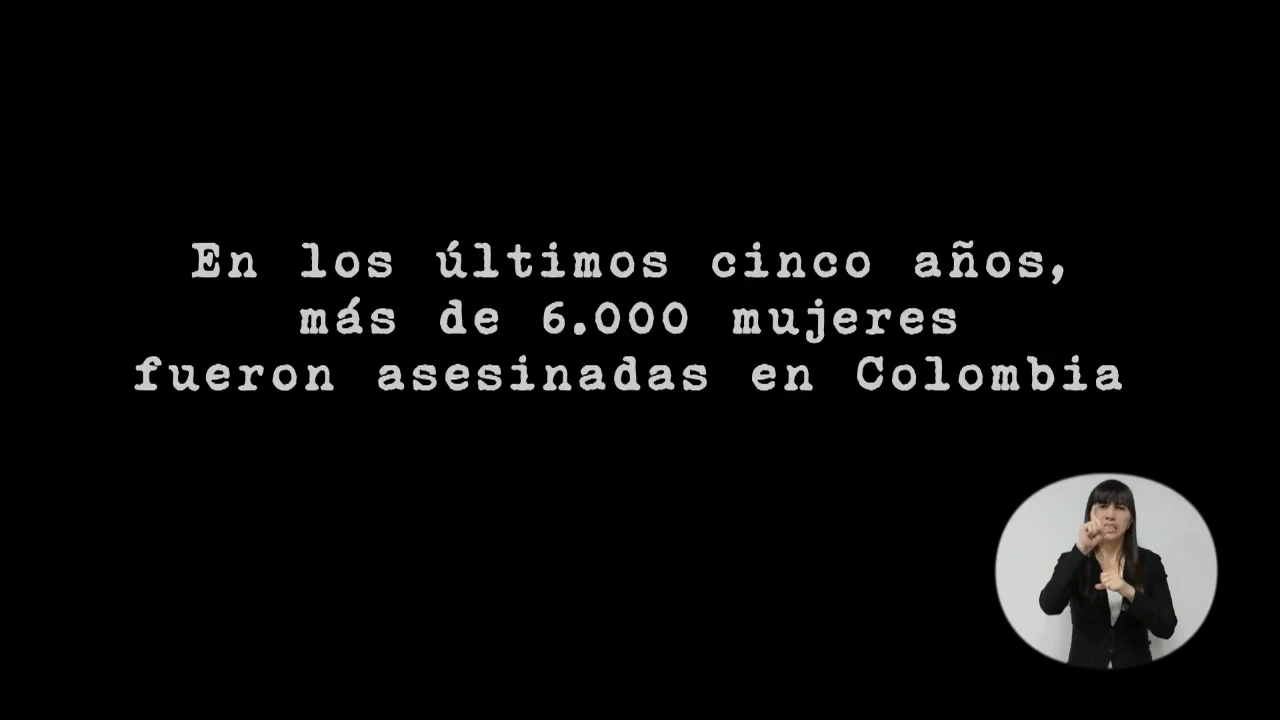 En los últimos cinco años,
más de 6.000 mujeres
fueron asesinadas en Colombia